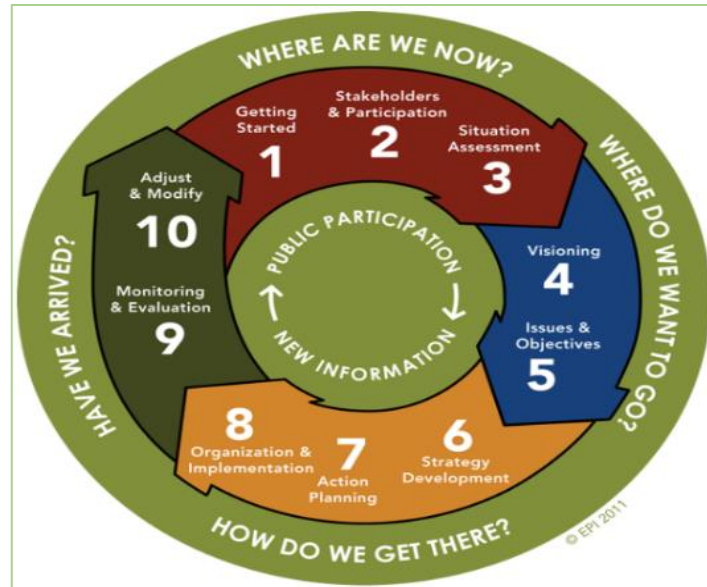 WHERE ARE WE NOW?
Getting
Started
1
Stakeholders
& Participation
2
Situation
Assessment
3
WHERE DO WE WANT TO GO?
Visioning
4
Issues &
Objectives
5
6
Strategy
Development
7
Action
Planning
8
Organization &
Implementation
HOW DO WE GET THERE?
Monitoring
& Evaluation
9
Adjust
& Modify
10
HAVE WE ARRIVED?
PUBLIC PARTICIPATION
NEW INFORMATION
© EPI 2011